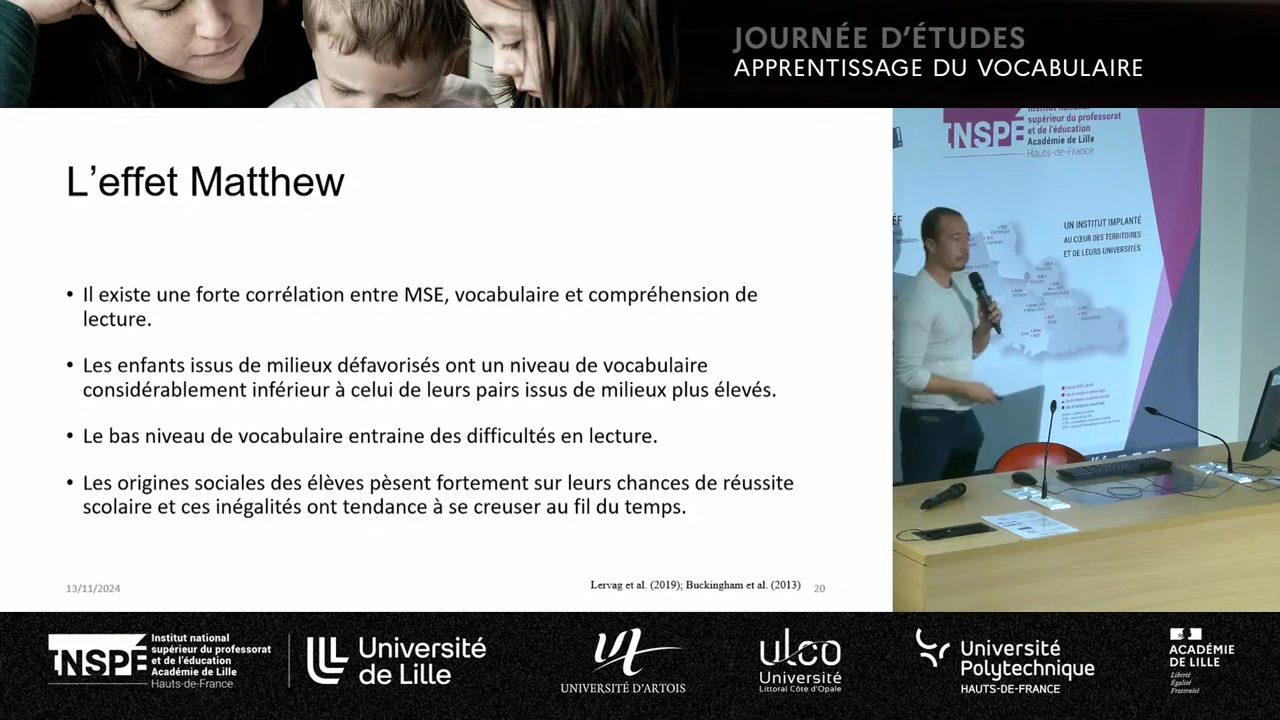 JOURNÉE D'ÉTUDES
APPRENTISSAGE DU VOCABULAIRE
L'effet Matthew
• Il existe une forte corrélation entre MSE, vocabulaire et compréhension de
lecture.
• Les enfants issus de milieux défavorisés ont un niveau de vocabulaire
considérablement inférieur à celui de leurs pairs issus de milieux plus élevés.
• Le bas niveau de vocabulaire entraine des difficultés en lecture.
• Les origines sociales des élèves pèsent fortement sur leurs chances de réussite
scolaire et ces inégalités ont tendance à se creuser au fil du temps.
13/11/2024
Lervag et al. (2019); Buckingham et al. (2013)
20
INSPÉ
Institut national
supérieur du professorat
et de l'éducation
Académie de Lille
Hauts-de-France
UN INSTITUT IMPLANTÉ
AU CŒUR DES TERRITOIRES
ET DE LEURS UNIVERSITÉS
INSPÉ
Institut national
supérieur du professorat
et de l'éducation
Académie de Lille
Hauts-de-France
Université
de Lille
UNIVERSITÉ D'ARTOIS
ulco
Université
Littoral Côte d'Opale
Université
Polytechnique
HAUTS-DE-FRANCE
ACADÉMIE
DE LILLE
Liberté
Égalité
Fraternité